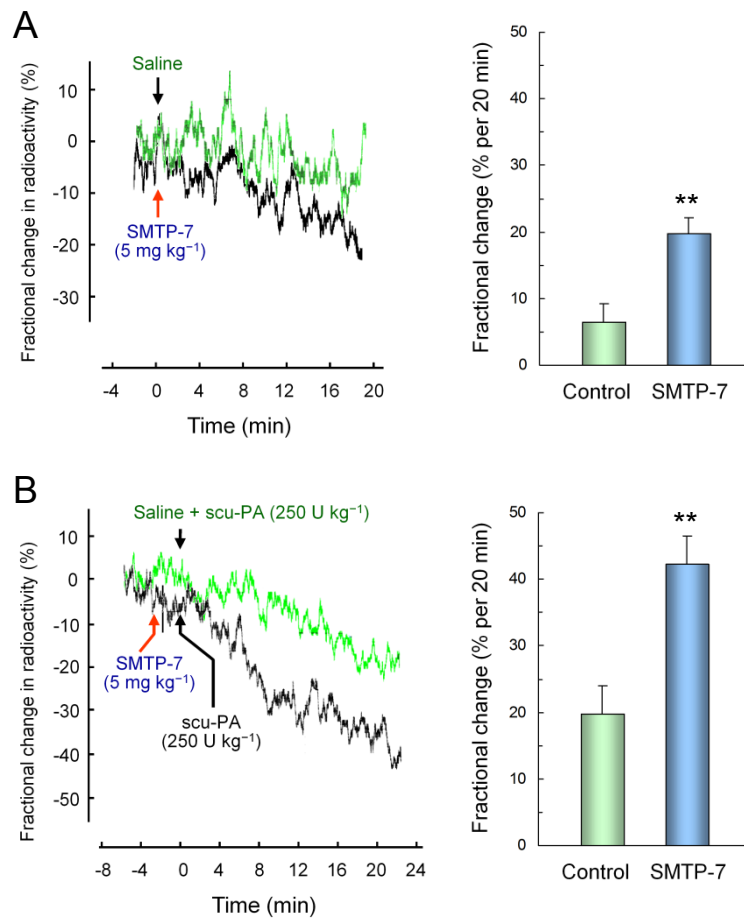 A
Fractional change in radioactivity (%)
Saline
10
0
-10
-20
-30
SMTP-7
(5 mg kg⁻¹)
-4 0 4 8 12 16 20
Time (min)
Fractional change (% per 20 min)
50
40
30
20
10
0
**
Control SMTP-7
B
Fractional change in radioactivity (%)
Saline + scu-PA (250 U kg⁻¹)
10
0
-10
-20
-30
-40
-50
SMTP-7
(5 mg kg⁻¹)
scu-PA
(250 U kg⁻¹)
-8 -4 0 4 8 12 16 20 24
Time (min)
Fractional change (% per 20 min)
50
40
30
20
10
0
**
Control SMTP-7